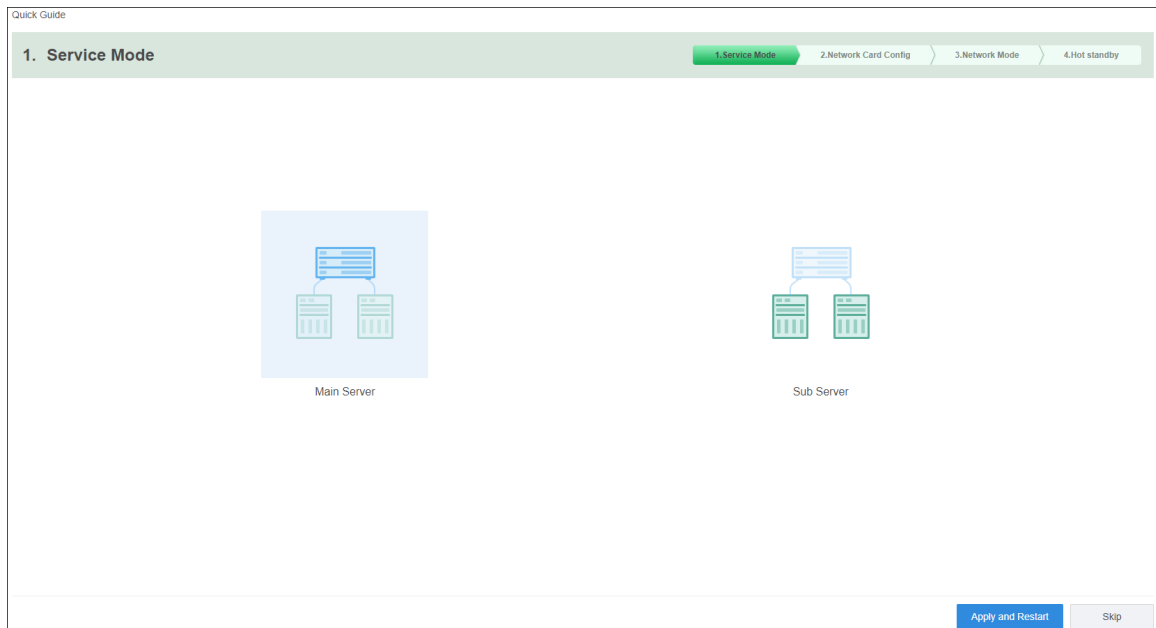 Quick Guide
1. Service Mode
1.Service Mode 2.Network Card Config 3.Network Mode 4.Hot standby
Main Server Sub Server
Apply and Restart Skip